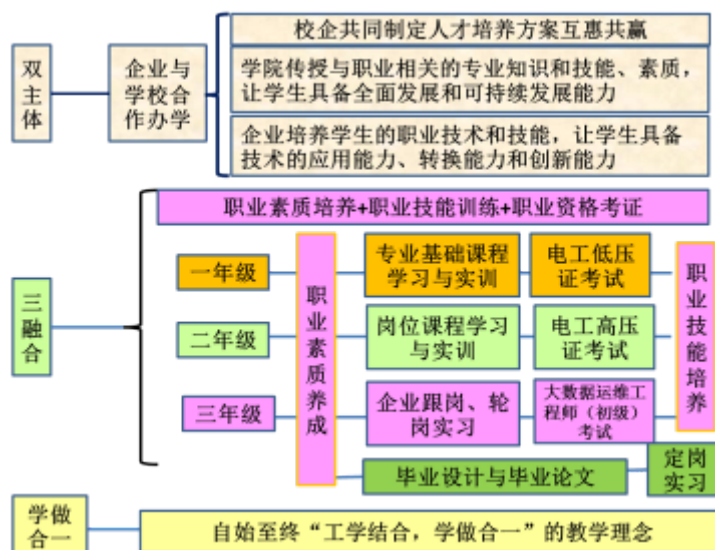 双主体
企业与
学校合
作办学
校企共同制定人才培养方案互惠共赢
学院传授与职业相关的专业知识和技能、素质，
让学生具备全面发展和可持续发展能力
企业培养学生的职业技术和技能，让学生具备
技术的应用能力、转换能力和创新能力
三融合
职业素质培养+职业技能训练+职业资格考证
一年级
二年级
三年级
职业素质养成
专业基础课程
学习与实训
电工低压
证考试
岗位课程学习
与实训
电工高压
证考试
企业跟岗、轮
岗实习
大数据运维工
程师（初级）
考试
职业技能培养
毕业设计与毕业论文
定岗
实习
学做
合一
自始至终“工学结合，学做合一”的教学理念